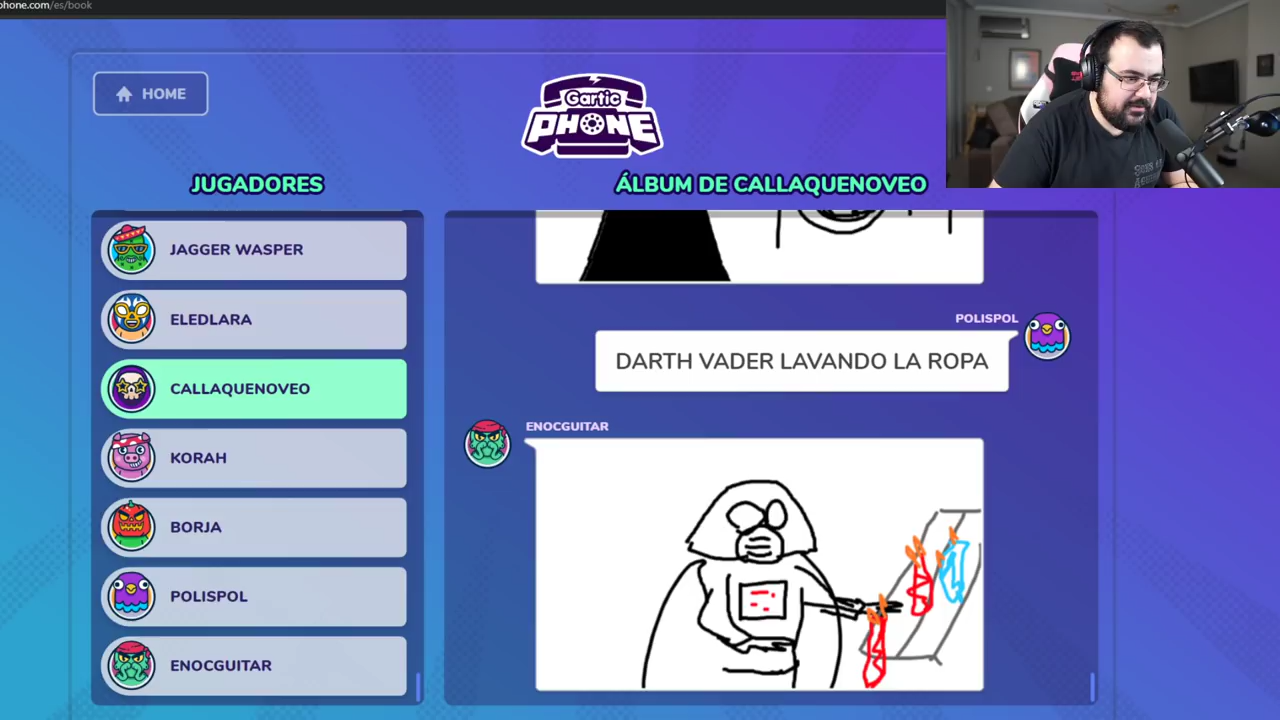 phone.com/es/book
HOME
Gartic
PHONE
JUGADORES
ÁLBUM DE CALLAQUENOVEO
JAGGER WASPER
ELEDLARA
CALLAQUENOVEO
KORAH
BORJA
POLISPOL
ENOCGUITAR
POLISPOL
DARTH VADER LAVANDO LA ROPA
ENOCGUITAR